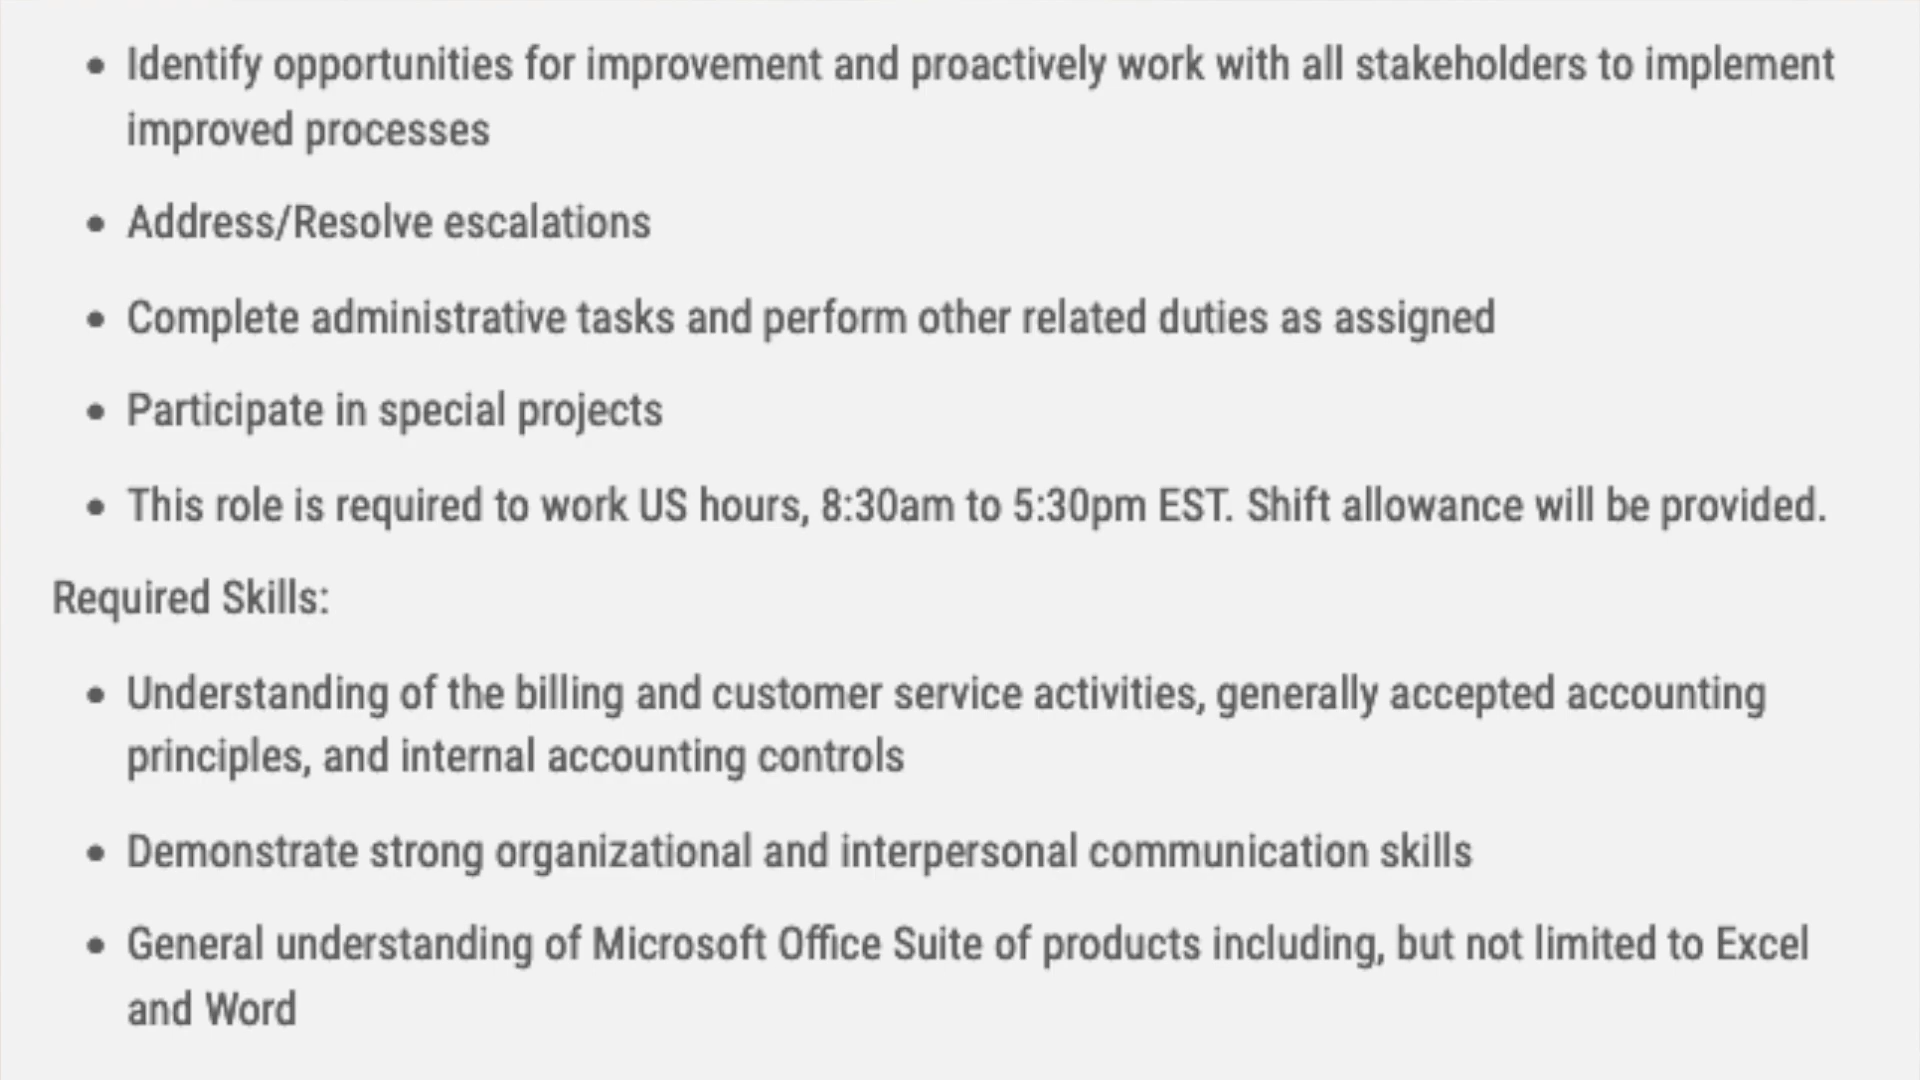 • Identify opportunities for improvement and proactively work with all stakeholders to implement
improved processes
• Address/Resolve escalations
• Complete administrative tasks and perform other related duties as assigned
• Participate in special projects
• This role is required to work US hours, 8:30am to 5:30pm EST. Shift allowance will be provided.
Required Skills:
• Understanding of the billing and customer service activities, generally accepted accounting
principles, and internal accounting controls
• Demonstrate strong organizational and interpersonal communication skills
• General understanding of Microsoft Office Suite of products including, but not limited to Excel
and Word